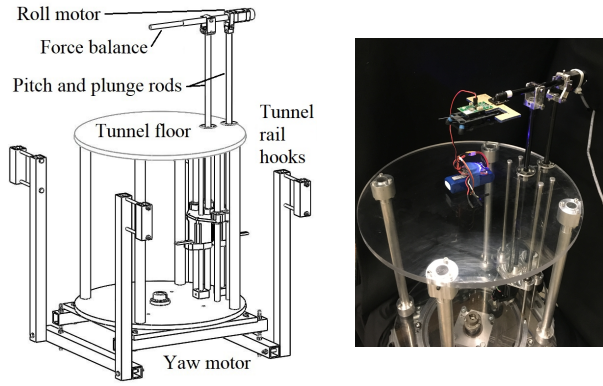 Roll motor
Force balance
Pitch and plunge rods
Tunnel floor
Tunnel
rail
hooks
Yaw motor